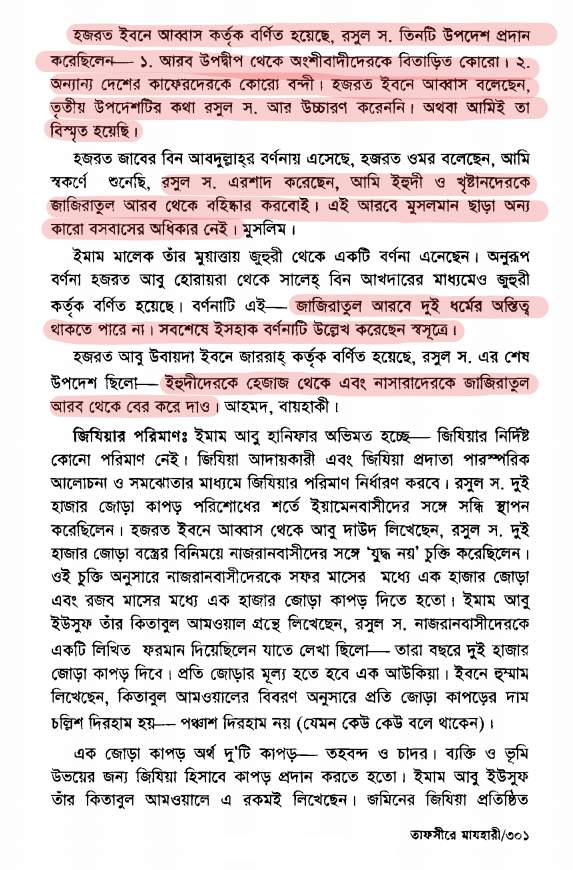 হজরত ইবনে আব্বাস কর্তৃক বর্ণিত হয়েছে, রসুল স. তিনটি উপদেশ প্রদান
করেছিলেন— ১. আরব উপদ্বীপ থেকে অংশীবাদীদেরকে বিতাড়িত কোরো। ২.
অন্যান্য দেশের কাফেরদেরকে কোরো বন্দী। হজরত ইবনে আব্বাস বলেছেন,
তৃতীয় উপদেশটির কথা রসুল স. আর উচ্চারণ করেননি। অথবা আমিই তা
বিস্মৃত হয়েছি।
হজরত জাবের বিন আবদুল্লাহ্‌র বর্ণনায় এসেছে, হজরত ওমর বলেছেন, আমি
স্বকর্ণে শুনেছি, রসুল স. এরশাদ করেছেন, আমি ইহুদী ও খৃষ্টানদেরকে
জাজিরাতুল আরব থেকে বহিষ্কার করবোই। এই আরবে মুসলমান ছাড়া অন্য
কারো বসবাসের অধিকার নেই। মুসলিম।
ইমাম মালেক তাঁর মুয়াত্তায় জুহুরী থেকে একটি বর্ণনা এনেছেন। অনুরূপ
বর্ণনা হজরত আবু হোরায়রা থেকে সালেহ্ বিন আখদারের মাধ্যমেও জুহুরী
কর্তৃক বর্ণিত হয়েছে। বর্ণনাটি এই— জাজিরাতুল আরবে দুই ধর্মের অস্তিত্ব
থাকতে পারে না। সবশেষে ইসহাক বর্ণনাটি উল্লেখ করেছেন স্বসূত্রে।
হজরত আবু উবায়দা ইবনে জাররাহ্ কর্তৃক বর্ণিত হয়েছে, রসুল স. এর শেষ
উপদেশ ছিলো— ইহুদীদেরকে হেজাজ থেকে এবং নাসারাদেরকে জাজিরাতুল
আরব থেকে বের করে দাও। আহমদ, বায়হাকী।
জিযিয়ার পরিমাণঃ ইমাম আবু হানিফার অভিমত হচ্ছে— জিযিয়ার নির্দিষ্ট
কোনো পরিমাণ নেই। জিযিয়া আদায়কারী এবং জিযিয়া প্রদাতা পারস্পরিক
আলোচনা ও সমঝোতার মাধ্যমে জিযিয়ার পরিমাণ নির্ধারণ করবে। রসুল স. দুই
হাজার জোড়া কাপড় পরিশোধের শর্তে ইয়ামেনবাসীদের সঙ্গে সন্ধি স্থাপন
করেছিলেন। হজরত ইবনে আব্বাস থেকে আবু দাউদ লিখেছেন, রসুল স. দুই
হাজার জোড়া বস্ত্রের বিনিময়ে নাজরানবাসীদের সঙ্গে ‘যুদ্ধ নয়’ চুক্তি করেছিলেন।
ওই চুক্তি অনুসারে নাজরানবাসীদেরকে সফর মাসের মধ্যে এক হাজার জোড়া
এবং রজব মাসের মধ্যে এক হাজার জোড়া কাপড় দিতে হতো। ইমাম আবু
ইউসুফ তাঁর কিতাবুল আমওয়াল গ্রন্থে লিখেছেন, রসুল স. নাজরানবাসীদেরকে
একটি লিখিত ফরমান দিয়েছিলেন যাতে লেখা ছিলো— তারা বছরে দুই হাজার
জোড়া কাপড় দিবে। প্রতি জোড়ার মূল্য হতে হবে এক আউকিয়া। ইবনে হুম্মাম
লিখেছেন, কিতাবুল আমওয়ালের বিবরণ অনুসারে প্রতি জোড়া কাপড়ের দাম
চল্লিশ দিরহাম হয়— পঞ্চাশ দিরহাম নয় (যেমন কেউ কেউ বলে থাকেন)।
এক জোড়া কাপড় অর্থ দু'টি কাপড়— তহবন্দ ও চাদর। ব্যক্তি ও ভূমি
উভয়ের জন্য জিযিয়া হিসাবে কাপড় প্রদান করতে হতো। ইমাম আবু ইউসুফ
তাঁর কিতাবুল আমওয়ালে এ রকমই লিখেছেন। জমিনের জিযিয়া প্রতিষ্ঠিত
তাফসীরে মাযহারী/৩০১